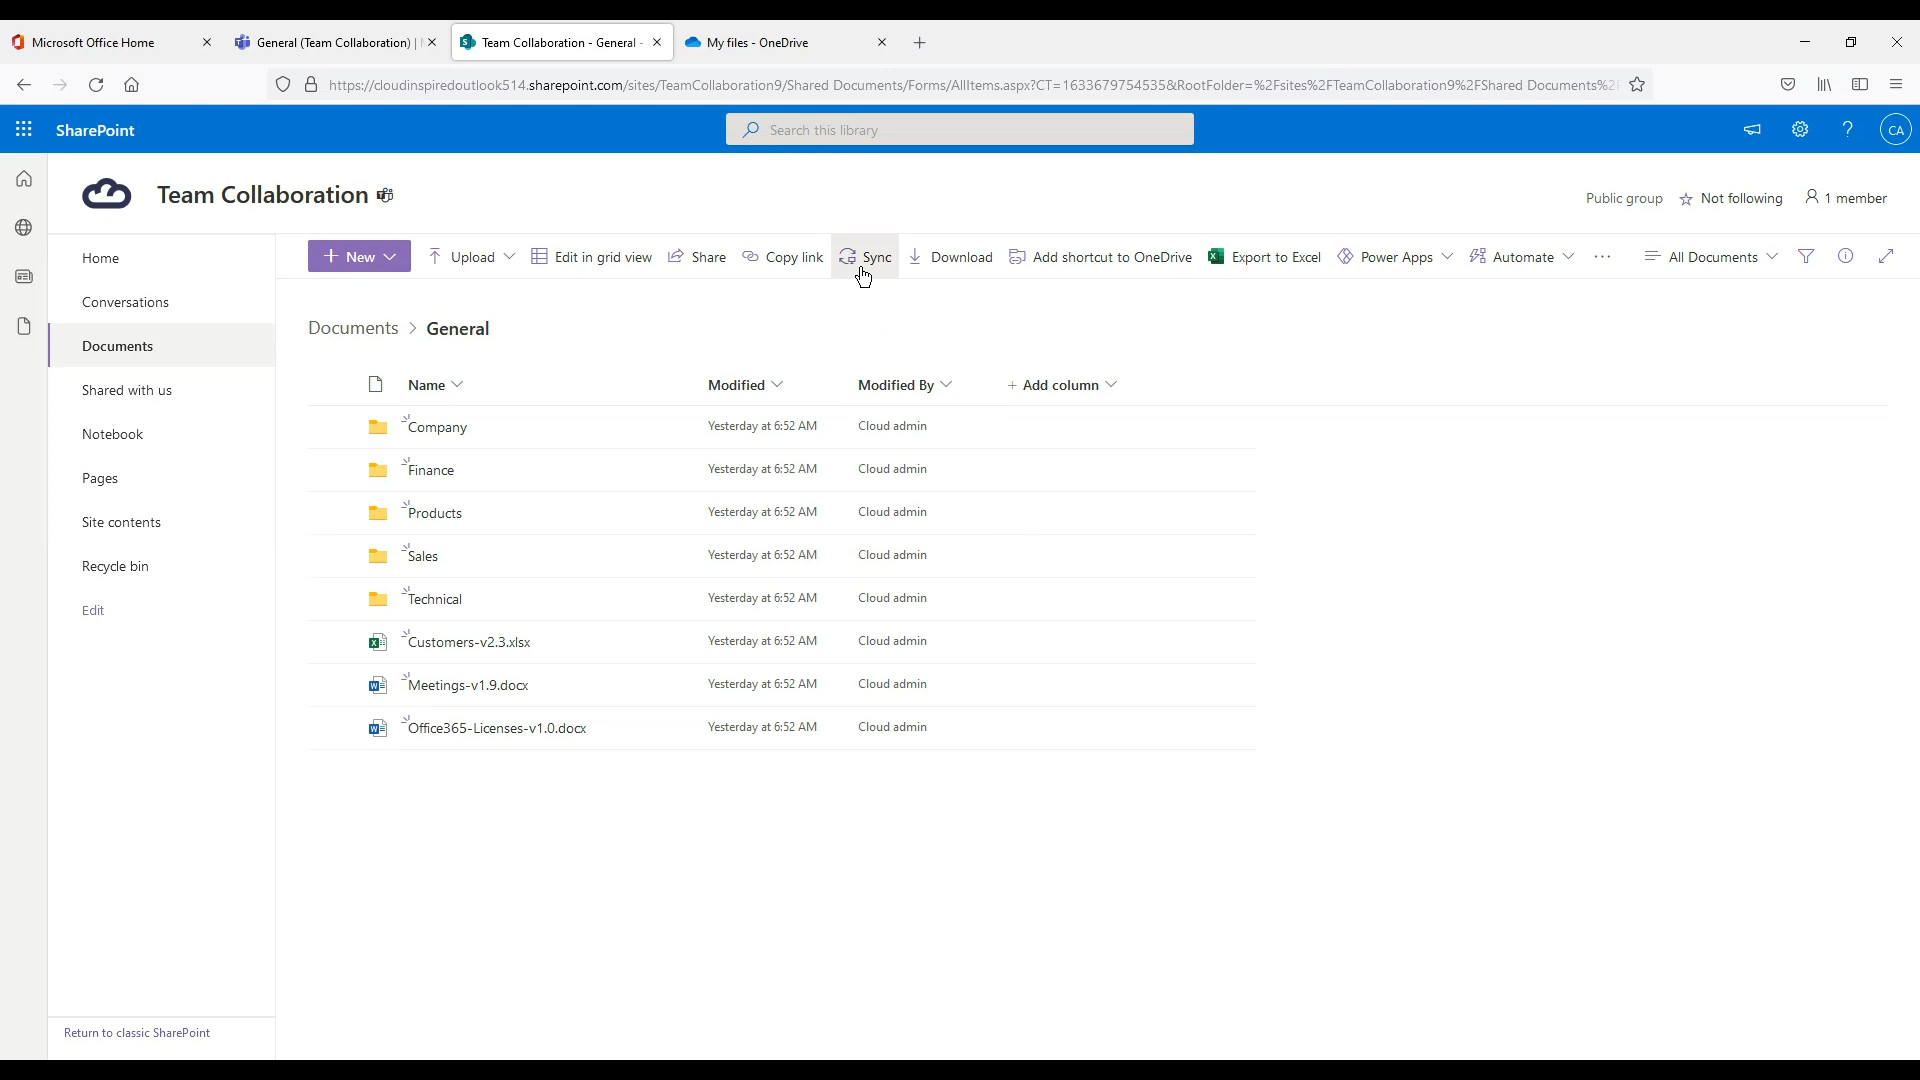 Microsoft Office Home
General (Team Collaboration) |
Team Collaboration - General -
My files - OneDrive
https://cloudinspiredoutlook514.sharepoint.com/sites/TeamCollaboration9/Shared Documents/Forms/AllItems.aspx?CT=1633679754535&RootFolder=%2Fsites%2FTeamCollaboration9%2FShared Documents%2F
SharePoint
Search this library
CA
Team Collaboration
Public group
Not following
1 member
Home
Conversations
Documents
Shared with us
Notebook
Pages
Site contents
Recycle bin
Edit
Return to classic SharePoint
New
Upload
Edit in grid view
Share
Copy link
Sync
Download
Add shortcut to OneDrive
Export to Excel
Power Apps
Automate
All Documents
Documents > General
Name Modified Modified By + Add column
Company Yesterday at 6:52 AM Cloud admin
Finance Yesterday at 6:52 AM Cloud admin
Products Yesterday at 6:52 AM Cloud admin
Sales Yesterday at 6:52 AM Cloud admin
Technical Yesterday at 6:52 AM Cloud admin
Customers-v2.3.xlsx Yesterday at 6:52 AM Cloud admin
Meetings-v1.9.docx Yesterday at 6:52 AM Cloud admin
Office365-Licenses-v1.0.docx Yesterday at 6:52 AM Cloud admin